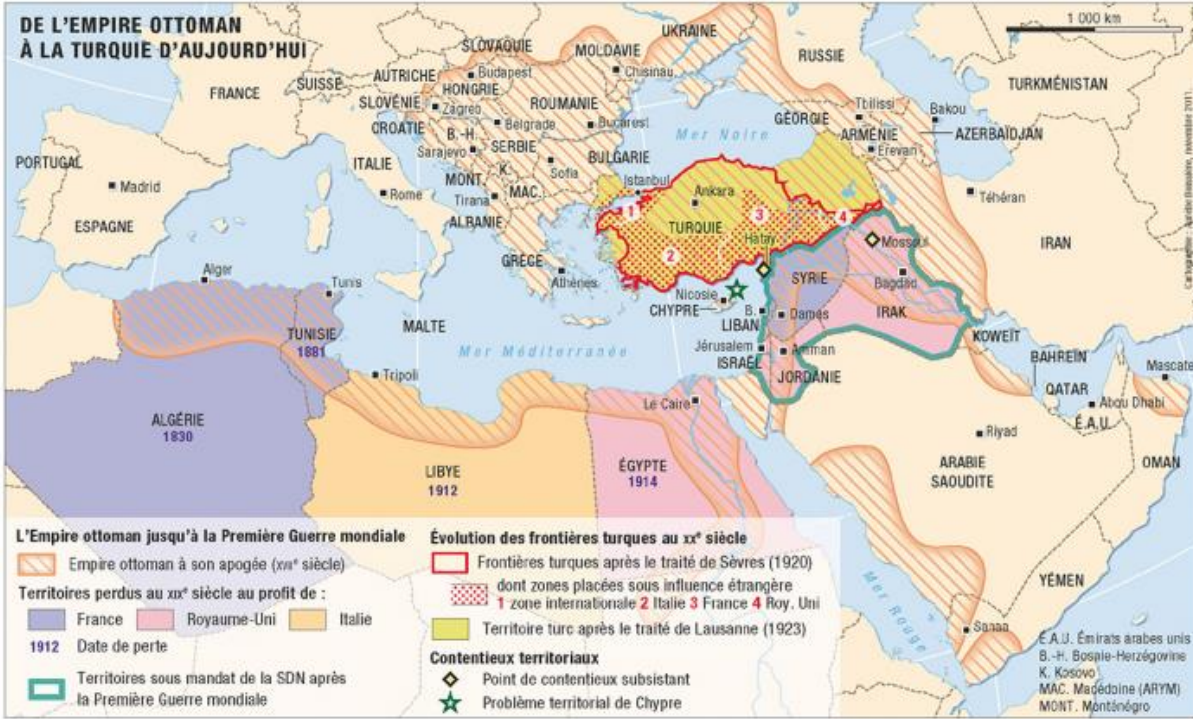 DE L'EMPIRE OTTOMAN
À LA TURQUIE D'AUJOURD'HUI
1 000 km
UKRAINE
SLOVAQUIE
MOLDAVIE
RUSSIE
AUTRICHE
Budapest
Chisinau
FRANCE
SUISSE
HONGRIE
TURKMÉNISTAN
SLOVÉNIE
Zagreb
ROUMANIE
Tbilissi
Bakou
CROATIE
Belgrade
Bucarest
GÉORGIE
B.-H.
Mer Noire
ARMÉNIE
AZERBAÏDJAN
SERBIE
Erevan
PORTUGAL
ITALIE
Sarajevo
BULGARIE
MONT.
K.
Sofia
Istanbul
Madrid
Rome
MAC.
Ankara
Téhéran
Tirana
1
3
4
ESPAGNE
ALBANIE
TURQUIE
Hatay
Mossoul
IRAN
2
GRÈCE
Alger
Athènes
SYRIE
Tunis
Nicosie
Bagdad
CHYPRE
B.
TUNISIE
MALTE
LIBAN
Damas
IRAK
1881
Mer Méditerranée
Jérusalem
Amman
KOWEÏT
ISRAËL
BAHREÏN
Tripoli
JORDANIE
Mascate
QATAR
Le Caire
Abou Dhabi
ALGÉRIE
É.A.U.
1830
Riyad
LIBYE
ÉGYPTE
ARABIE
SAOUDITE
OMAN
1912
1914
YÉMEN
Mer Rouge
Sanaa
L'Empire ottoman jusqu'à la Première Guerre mondiale
Empire ottoman à son apogée (XVIIe siècle)
Territoires perdus au XIXe siècle au profit de :
France
Royaume-Uni
Italie
1912 Date de perte
Territoires sous mandat de la SDN après
la Première Guerre mondiale
Évolution des frontières turques au XXe siècle
Frontières turques après le traité de Sèvres (1920)
dont zones placées sous influence étrangère
1 zone internationale 2 Italie 3 France 4 Roy. Uni
Territoire turc après le traité de Lausanne (1923)
Contentieux territoriaux
Point de contentieux subsistant
Problème territorial de Chypre
É.A.U. Émirats arabes unis
B.-H. Bosnie-Herzégovine
K. Kosovo
MAC. Macédoine (ARYM)
MONT. Monténégro